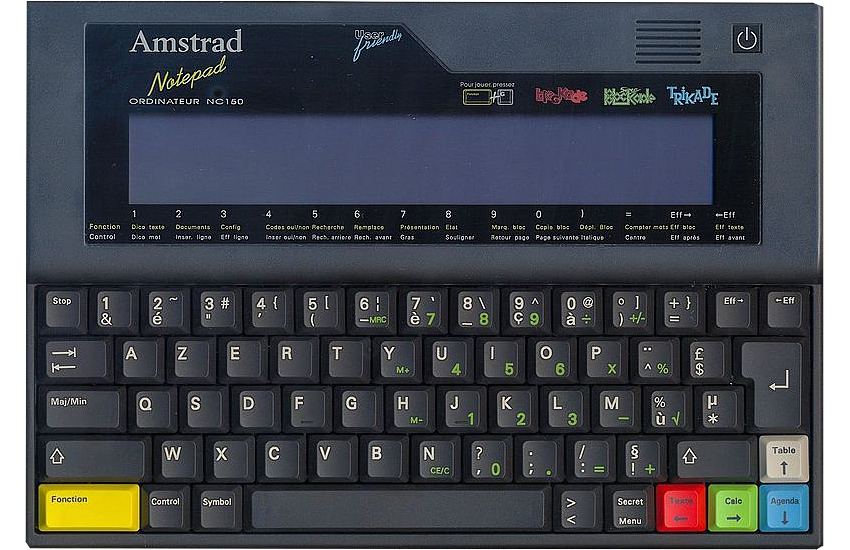 Amstrad
User friendly
Notepad
ORDINATEUR NC150
Pour jouer, pressez
Fonction + G
blockade
Super blockade
TRIKADE
1 2 3 4 5 6 7 8 9 0 ) = Eff→ ←Eff
Fonction Dico texte Documents Config Codes oui/non Recherche Remplace Présentation Etat Marq. bloc Copie bloc Dépl. Bloc Compter mots Eff bloc Eff texte
Control Dico mot Inser. ligne Eff ligne Inser oui/non Rech. arriere Rech. avant Gras Souligner Retour page Page suivante Italique Centre Eff après Eff avant
Stop 1 & 2 ~ é 3 # " 4 { ' 5 [ ( 6 ¦ – MRC 7 ` è 7 8 \ _ 8 9 ^ ç 9 0 @ à ÷ ° ] ) +/- + } = Eff→ ←Eff
A Z E R T Y M+ U 4 I 5 O 6 P x ¨ ^ % £ $
Maj/Min Q S D F G H M- J 1 K 2 L 3 M – % ù √ µ *
W X C V B N CE/C ? , 0 . ; . / : = § ! + Table ↑
Fonction Control Symbol > < Secret Menu Texte ← Calc → Agenda ↓